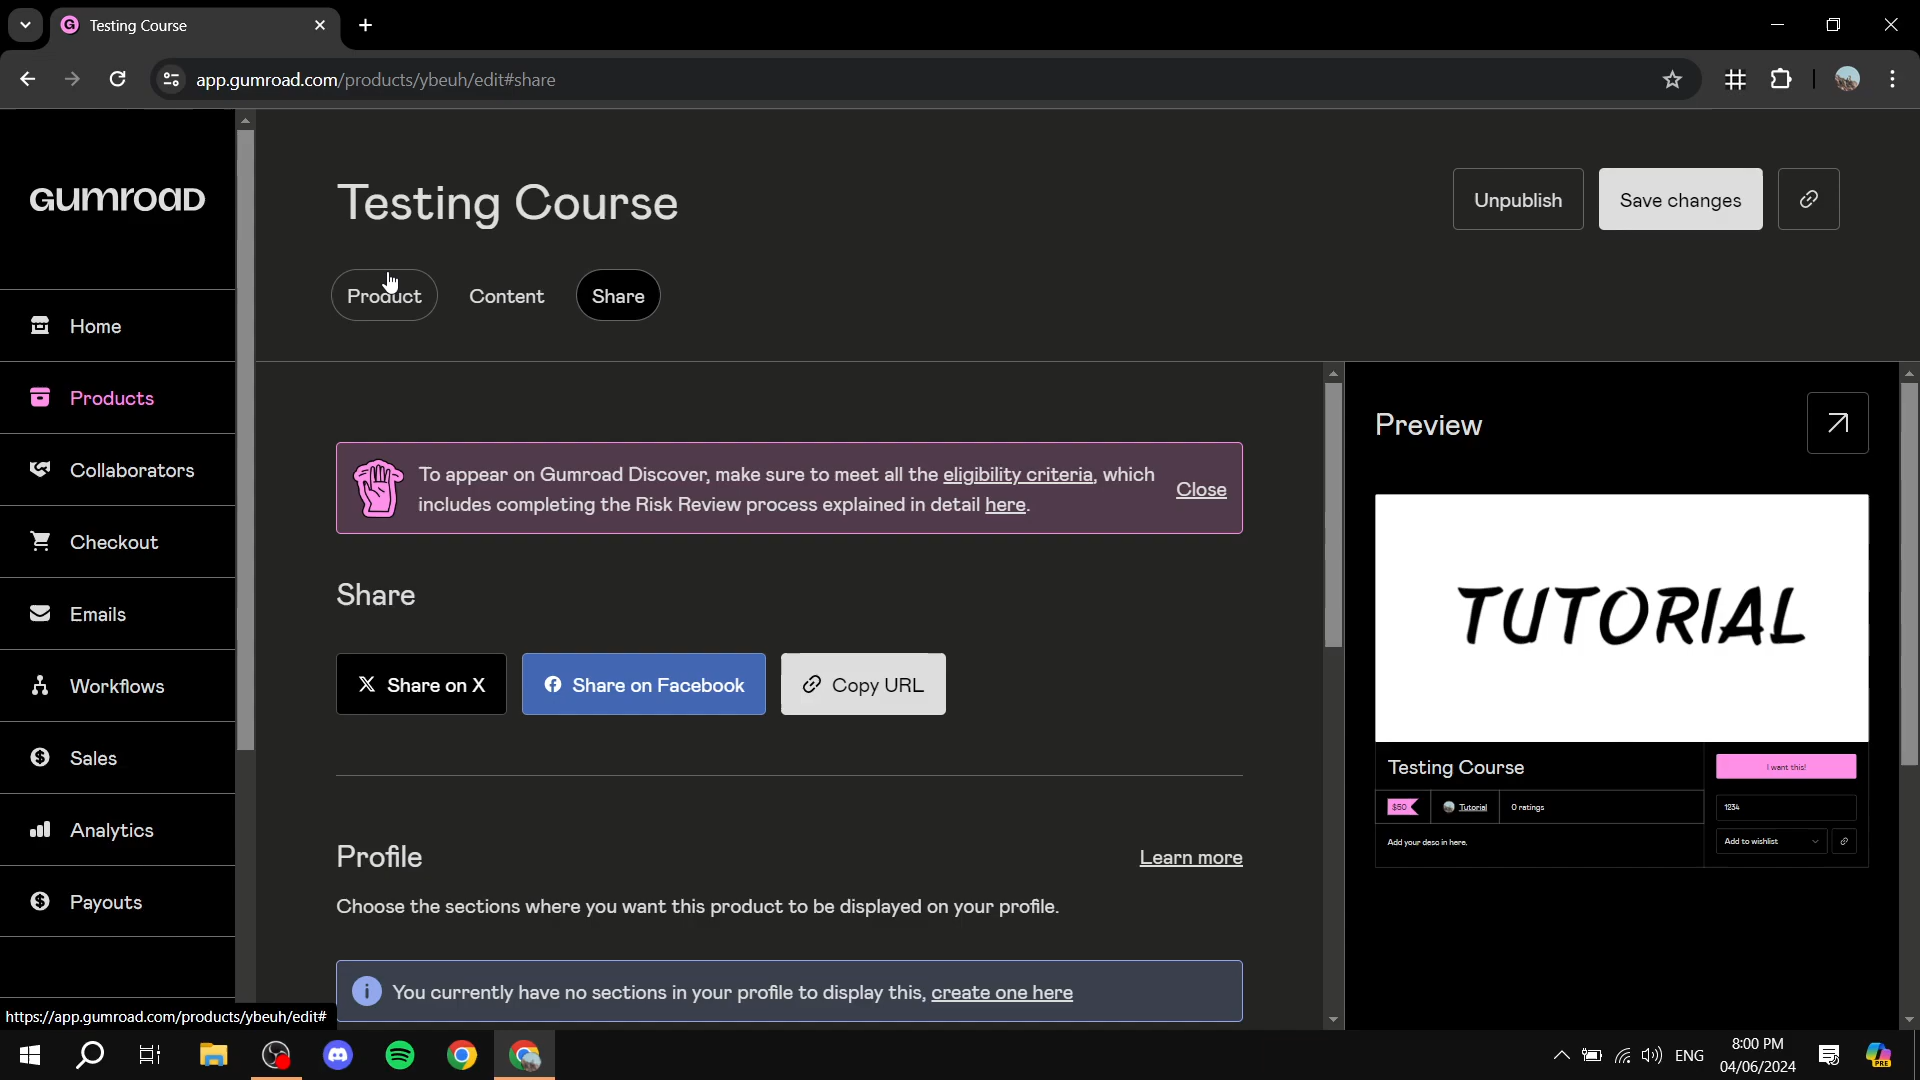 Testing Course
app.gumroad.com/products/ybeuh/edit#share
GUMROAD
Home
Products
Collaborators
Checkout
Emails
Workflows
Sales
Analytics
Payouts
https://app.gumroad.com/products/ybeuh/edit#
Testing Course
Unpublish
Save changes
Product
Content
Share
To appear on Gumroad Discover, make sure to meet all the eligibility criteria, which
includes completing the Risk Review process explained in detail here.
Close
Share
Share on X
Share on Facebook
Copy URL
Profile
Learn more
Choose the sections where you want this product to be displayed on your profile.
You currently have no sections in your profile to display this, create one here
Preview
TUTORIAL
Testing Course
$50
Tutorial
0 ratings
Add your desc in here.
I want this!
1234
Add to wishlist
ENG
8:00 PM
04/06/2024
PRE